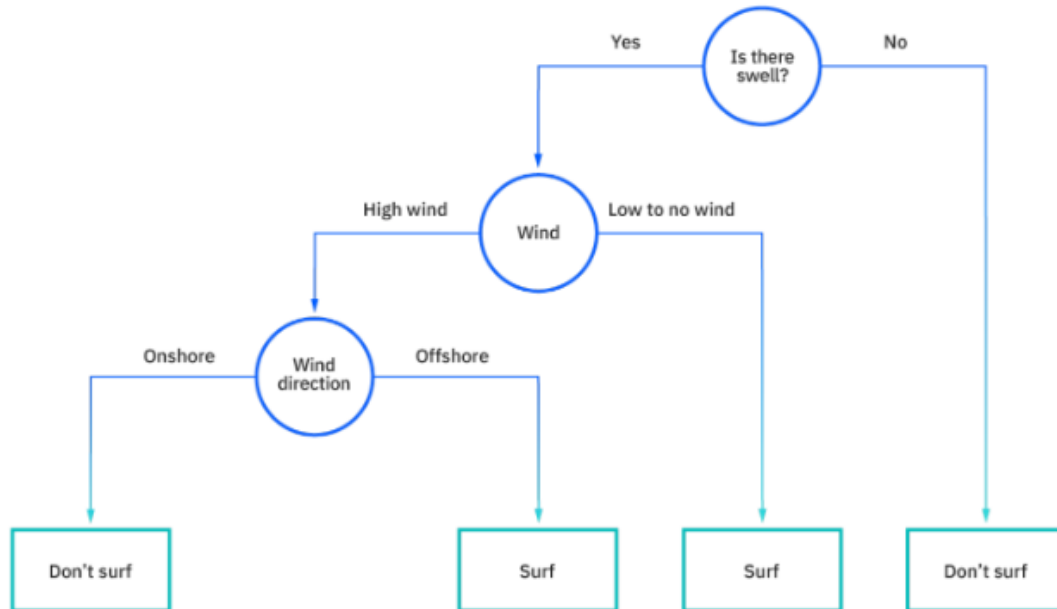 Yes
Is there
swell?
No
High wind
Wind
Low to no wind
Onshore
Wind
direction
Offshore
Don't surf
Surf
Surf
Don't surf